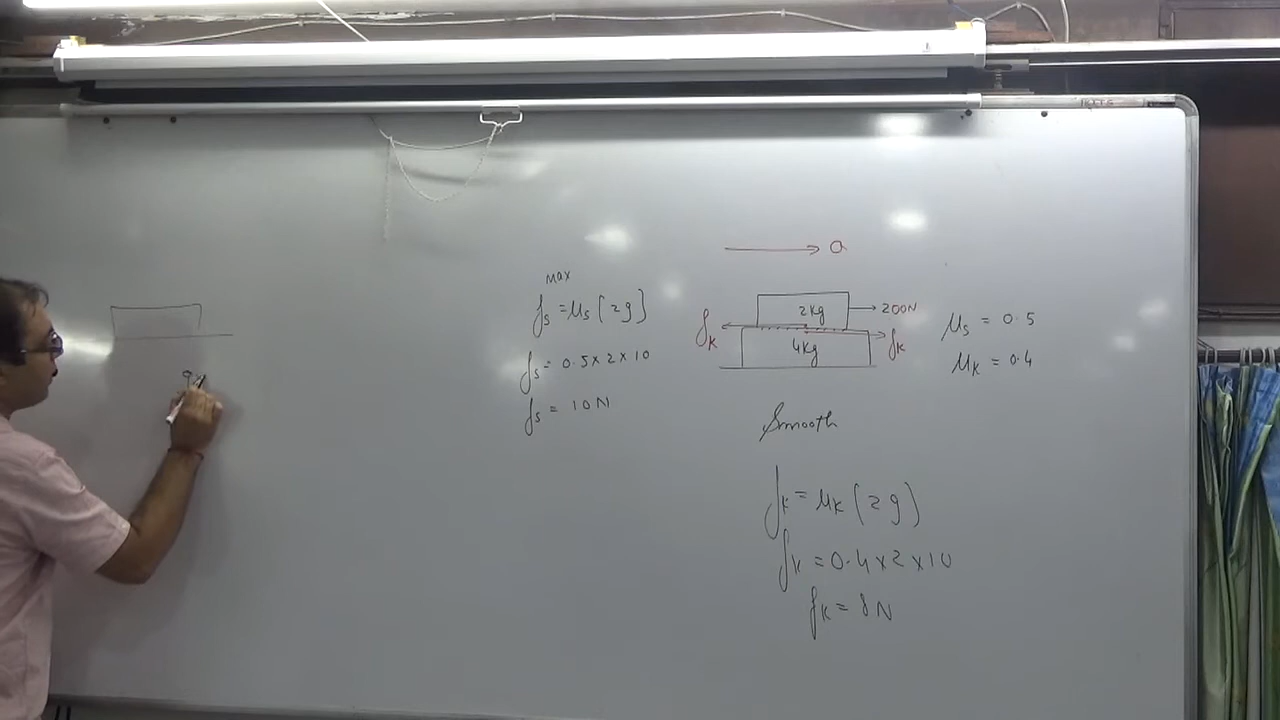 max
fs = μs (2g)
fs = 0.5 × 2 × 10
fs = 10 N
a
2kg
200N
fk
fk
4kg
μs = 0.5
μk = 0.4
Smooth
fk = μk (2g)
fk = 0.4 × 2 × 10
fk = 8 N